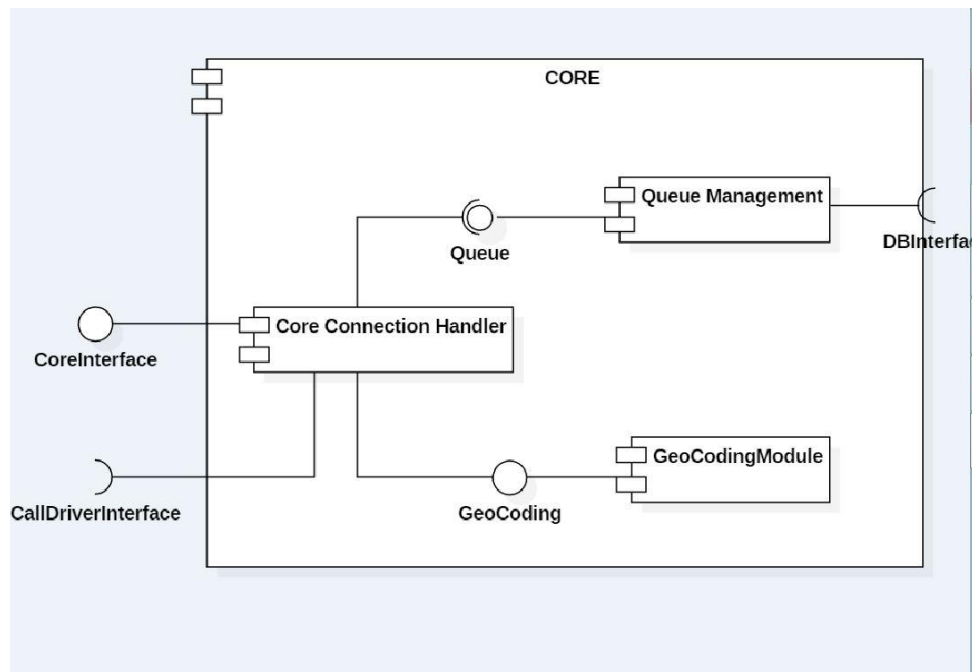 CORE
Queue Management
Queue
DBInterfa
Core Connection Handler
CoreInterface
GeoCodingModule
CallDriverInterface
GeoCoding